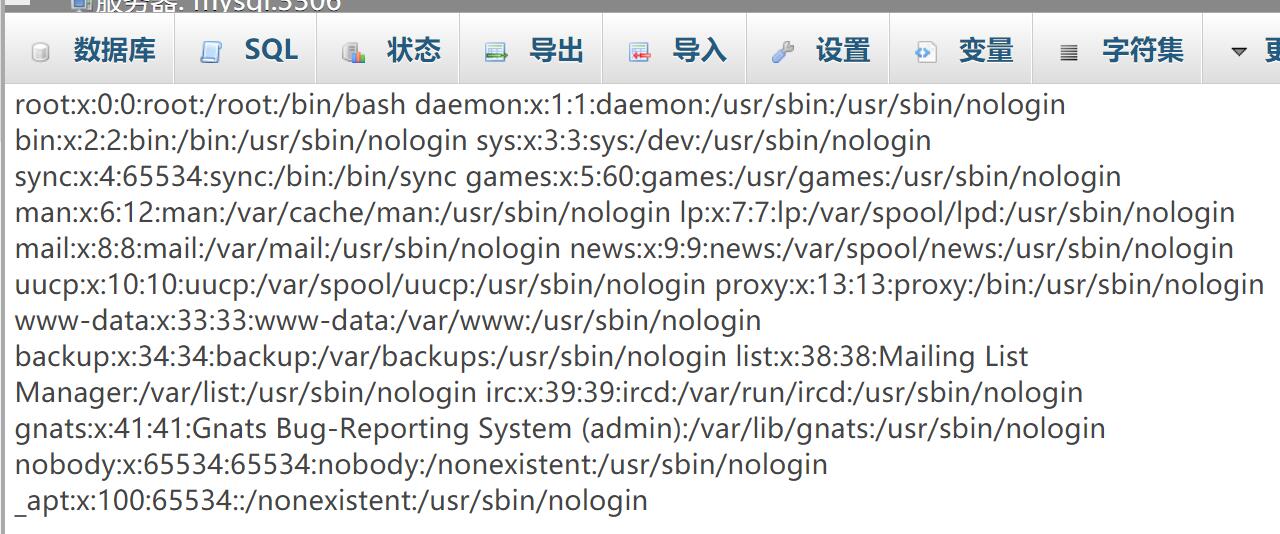 服务器: mysql:3306
数据库 SQL 状态 导出 导入 设置 变量 字符集
root:x:0:0:root:/root:/bin/bash daemon:x:1:1:daemon:/usr/sbin:/usr/sbin/nologin
bin:x:2:2:bin:/bin:/usr/sbin/nologin sys:x:3:3:sys:/dev:/usr/sbin/nologin
sync:x:4:65534:sync:/bin:/bin/sync games:x:5:60:games:/usr/games:/usr/sbin/nologin
man:x:6:12:man:/var/cache/man:/usr/sbin/nologin lp:x:7:7:lp:/var/spool/lpd:/usr/sbin/nologin
mail:x:8:8:mail:/var/mail:/usr/sbin/nologin news:x:9:9:news:/var/spool/news:/usr/sbin/nologin
uucp:x:10:10:uucp:/var/spool/uucp:/usr/sbin/nologin proxy:x:13:13:proxy:/bin:/usr/sbin/nologin
www-data:x:33:33:www-data:/var/www:/usr/sbin/nologin
backup:x:34:34:backup:/var/backups:/usr/sbin/nologin list:x:38:38:Mailing List
Manager:/var/list:/usr/sbin/nologin irc:x:39:39:ircd:/var/run/ircd:/usr/sbin/nologin
gnats:x:41:41:Gnats Bug-Reporting System (admin):/var/lib/gnats:/usr/sbin/nologin
nobody:x:65534:65534:nobody:/nonexistent:/usr/sbin/nologin
_apt:x:100:65534::/nonexistent:/usr/sbin/nologin